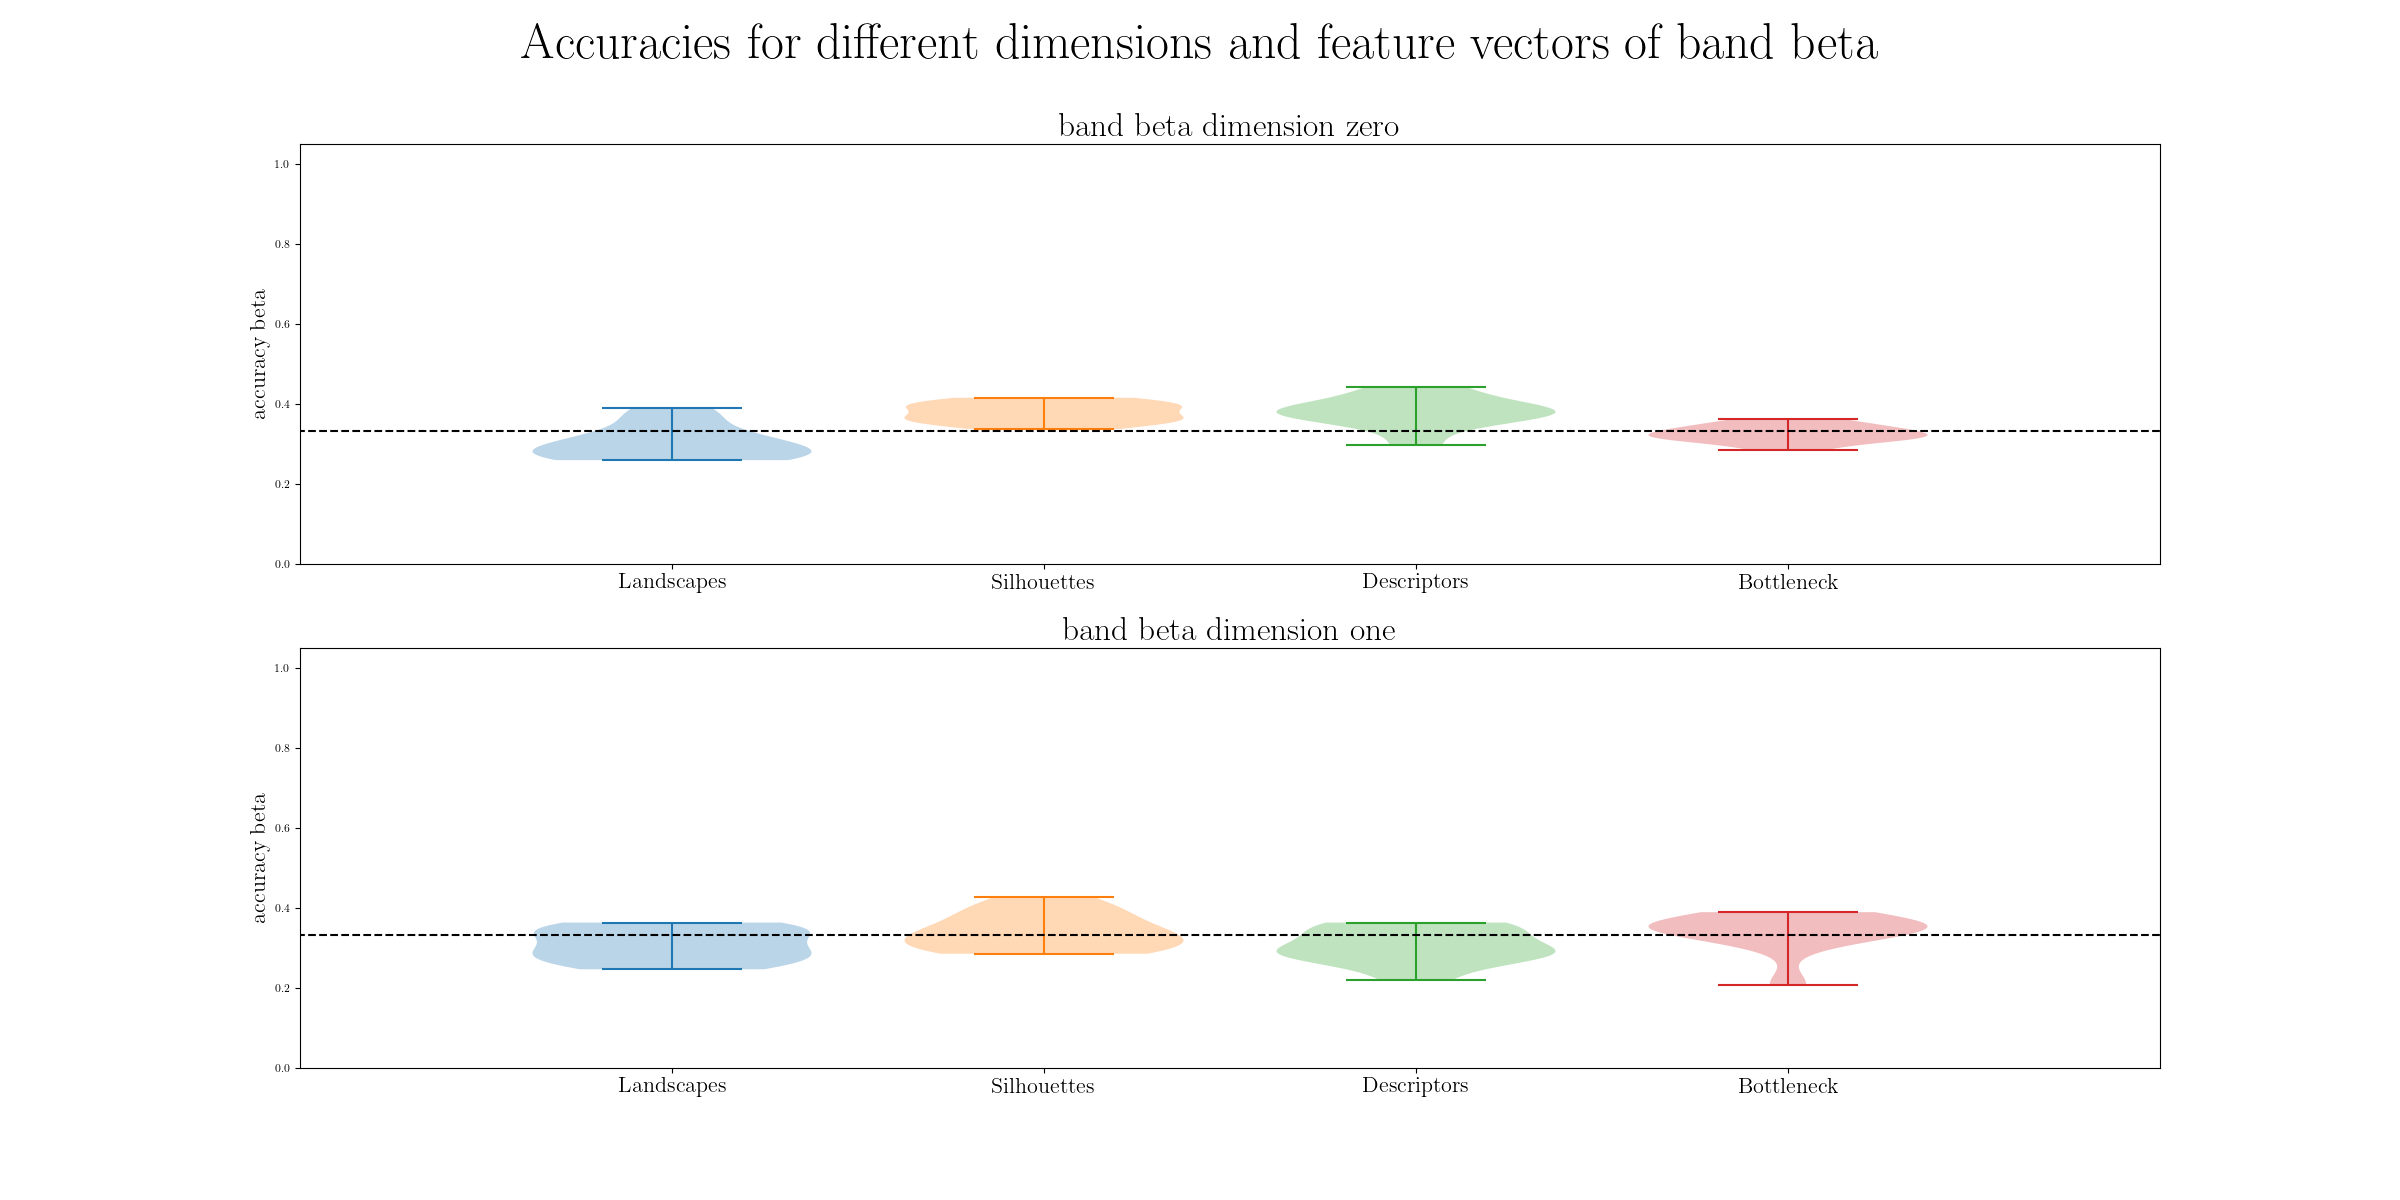 Accuracies for different dimensions and feature vectors of band beta
band beta dimension zero
1.0
0.8
0.6
0.4
0.2
0.0
accuracy beta
Landscapes Silhouettes Descriptors Bottleneck
band beta dimension one
1.0
0.8
0.6
0.4
0.2
0.0
accuracy beta
Landscapes Silhouettes Descriptors Bottleneck